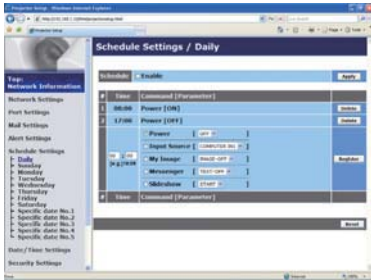 Projector Setup - Windows Internet Explorer
Projector Setup
Schedule Settings / Daily
Top:
Network Information
Network Settings
Port Settings
Mail Settings
Alert Settings
Schedule Settings
Daily
Sunday
Monday
Tuesday
Wednesday
Thursday
Friday
Saturday
Specific date No.1
Specific date No.2
Specific date No.3
Specific date No.4
Specific date No.5
Date/Time Settings
Security Settings
Schedule Enable Apply
# Time Command [Parameter]
1 08:00 Power [ON] Delete
2 17:00 Power [OFF] Delete
Power [ OFF ]
Input Source [ COMPUTER IN1 ]
My Image [ IMAGE-OFF ]
Messenger [ TEXT-OFF ]
Slideshow [ START ]
Register
# Time Command [Parameter]
Reset